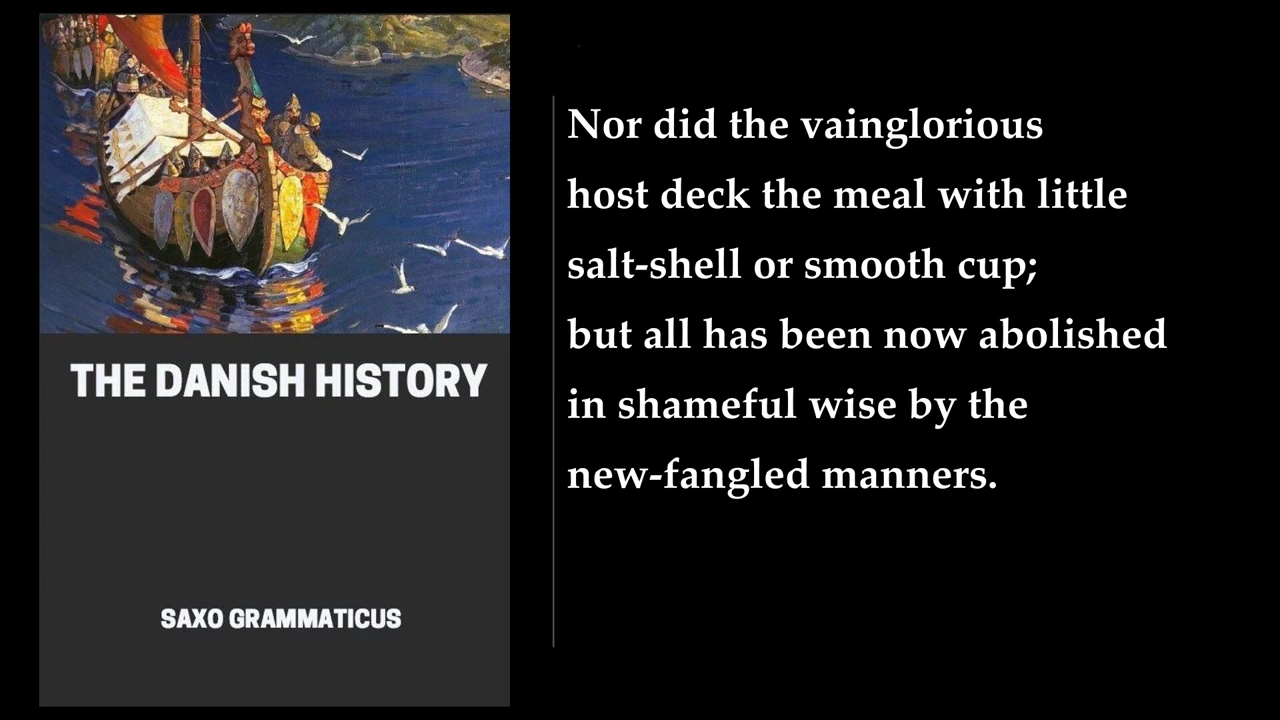 THE DANISH HISTORY
SAXO GRAMMATICUS
Nor did the vainglorious
host deck the meal with little
salt-shell or smooth cup;
but all has been now abolished
in shameful wise by the
new-fangled manners.